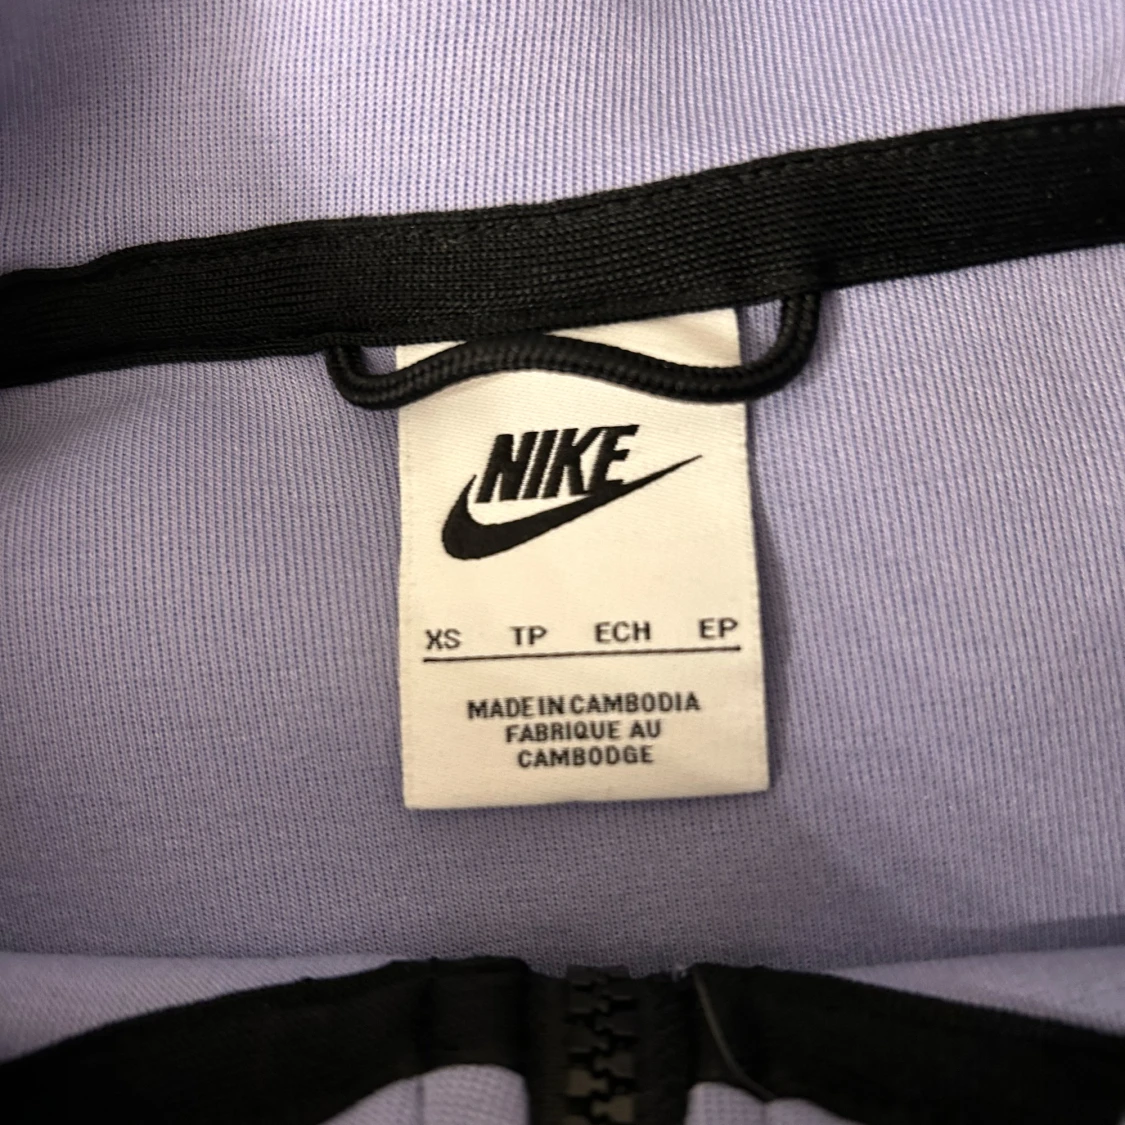 NIKE
XS TP ECH EP
MADE IN CAMBODIA
FABRIQUE AU
CAMBODGE